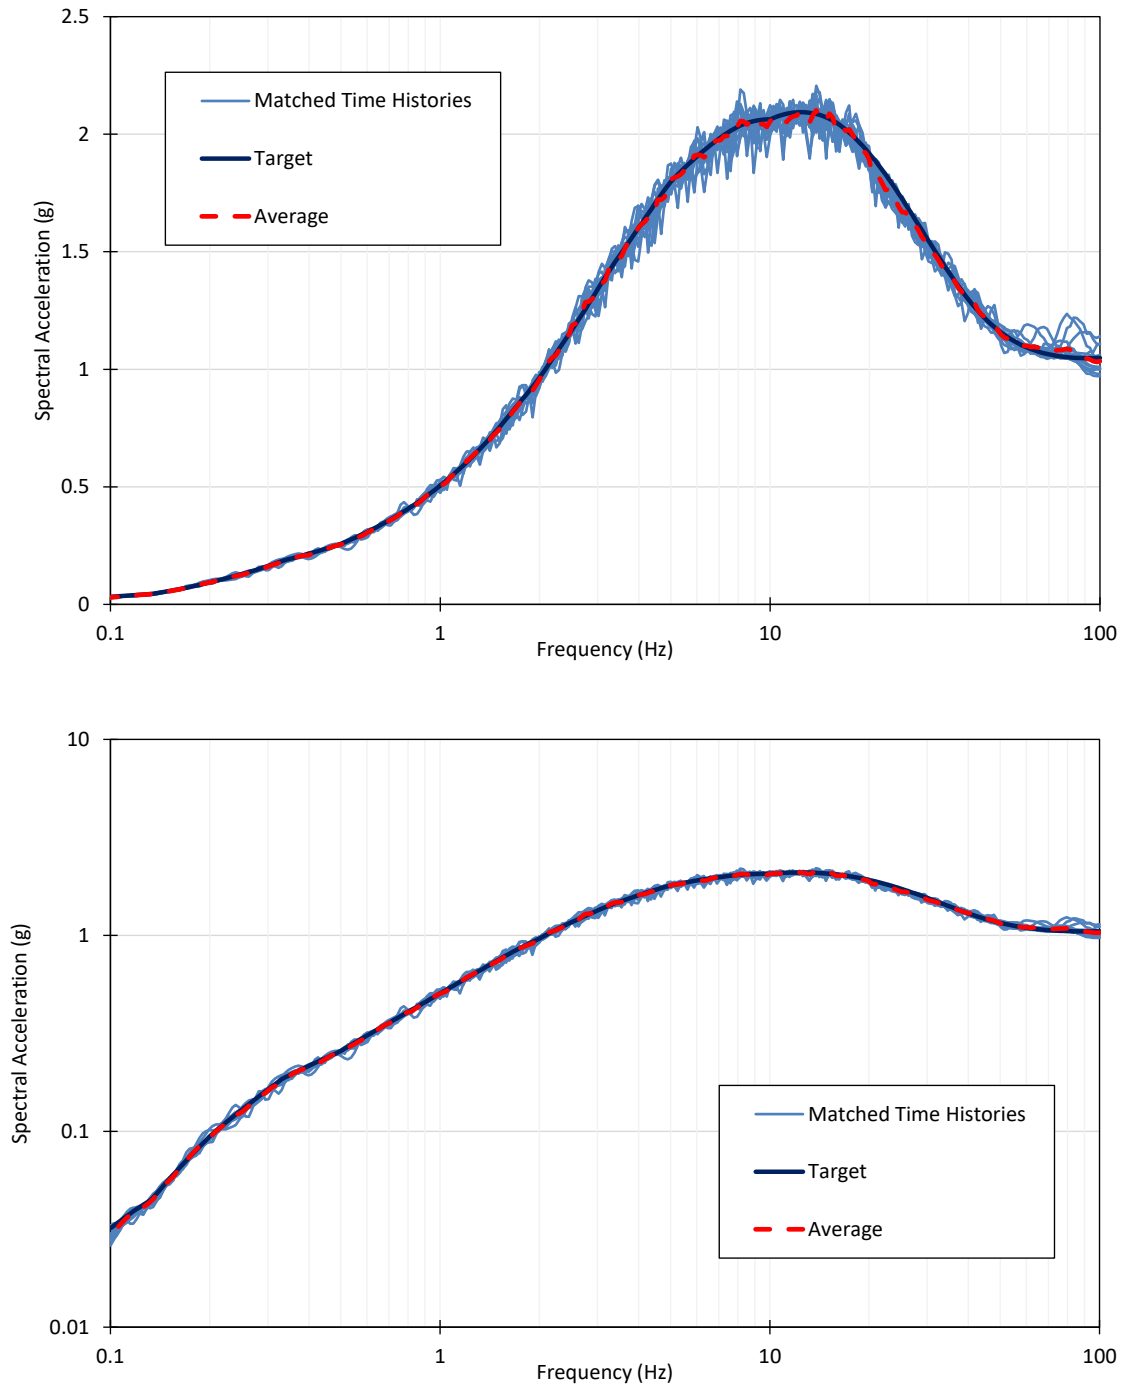 2.5
2
1.5
1
0.5
0
Spectral Acceleration (g)
Matched Time Histories
Target
Average
0.1
1
10
100
Frequency (Hz)
10
1
0.1
0.01
Spectral Acceleration (g)
Matched Time Histories
Target
Average
0.1
1
10
100
Frequency (Hz)